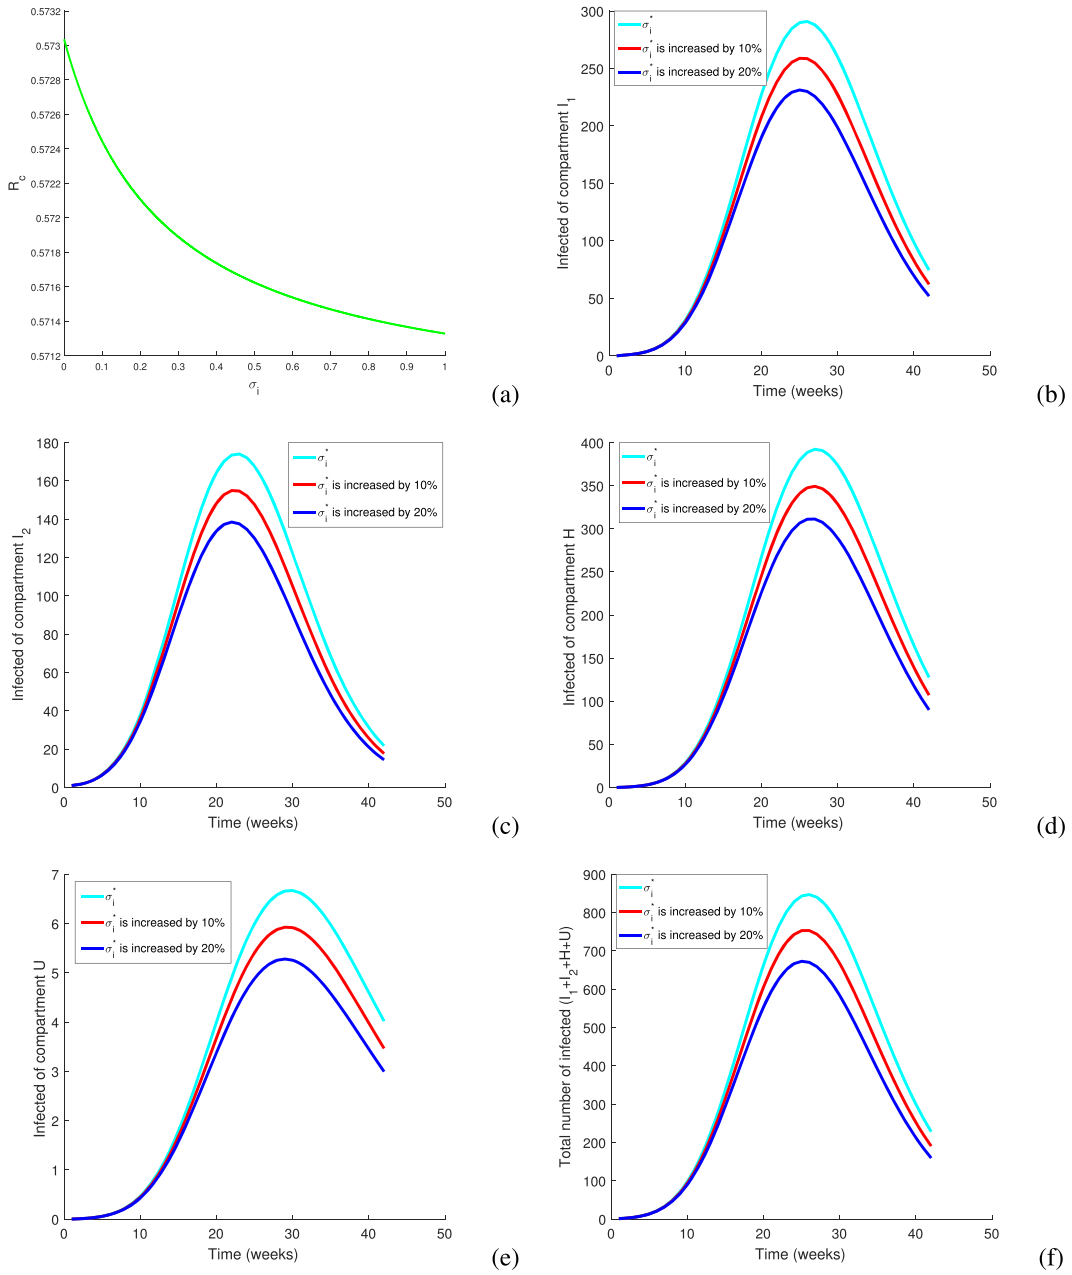 0.5732
0.573
0.5728
0.5726
0.5724
0.5722
0.572
0.5718
0.5716
0.5714
0.5712
R_c
0 0.1 0.2 0.3 0.4 0.5 0.6 0.7 0.8 0.9 1
σ_i
(a)
σ_i^*
σ_i^* is increased by 10%
σ_i^* is increased by 20%
300
250
200
150
100
50
0
Infected of compartment I_1
0 10 20 30 40 50
Time (weeks)
(b)
σ_i^*
σ_i^* is increased by 10%
σ_i^* is increased by 20%
180
160
140
120
100
80
60
40
20
0
Infected of compartment I_2
0 10 20 30 40 50
Time (weeks)
(c)
σ_i^*
σ_i^* is increased by 10%
σ_i^* is increased by 20%
400
350
300
250
200
150
100
50
0
Infected of compartment H
0 10 20 30 40 50
Time (weeks)
(d)
σ_i^*
σ_i^* is increased by 10%
σ_i^* is increased by 20%
7
6
5
4
3
2
1
0
Infected of compartment U
0 10 20 30 40 50
Time (weeks)
(e)
σ_i^*
σ_i^* is increased by 10%
σ_i^* is increased by 20%
900
800
700
600
500
400
300
200
100
0
Total number of infected (I_1+I_2+H+U)
0 10 20 30 40 50
Time (weeks)
(f)